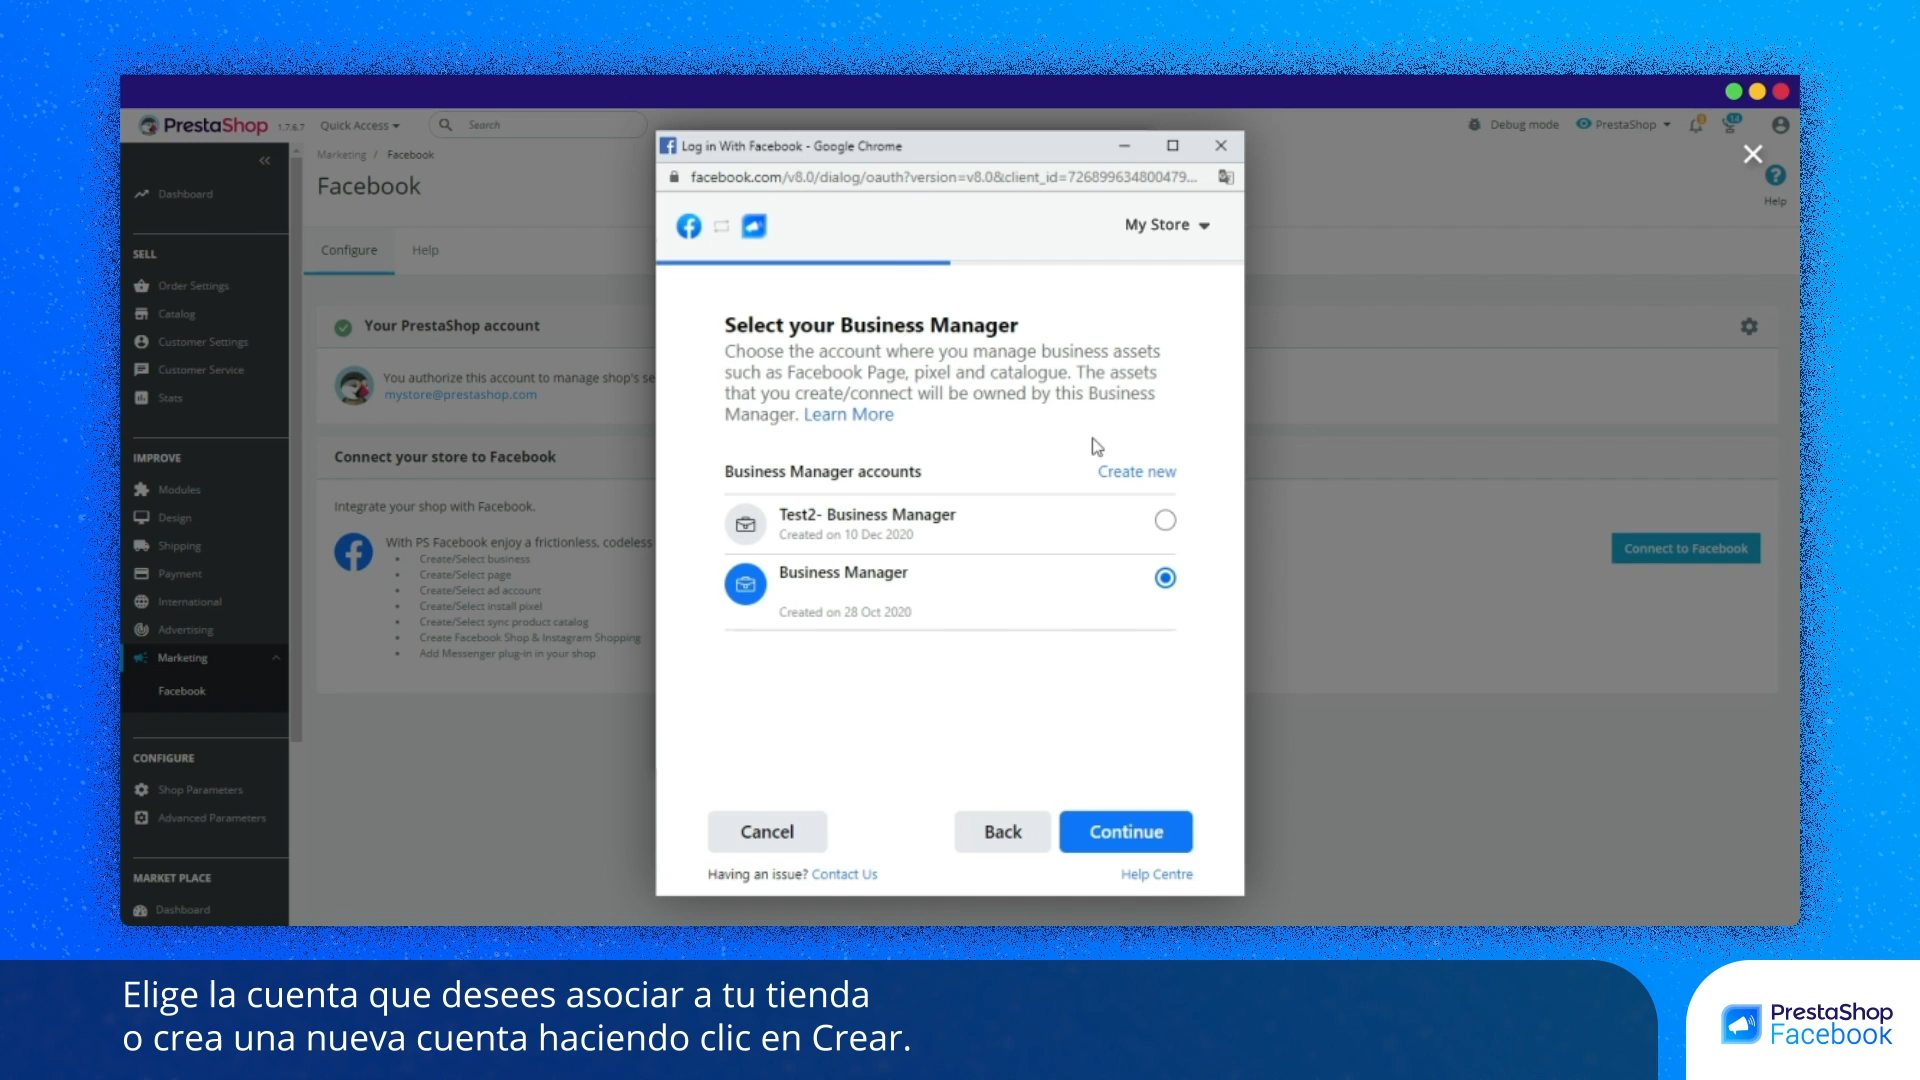 PrestaShop 1.7.6.7 Quick Access Search Debug mode PrestaShop
Marketing / Facebook
Facebook
Help
Configure Help
Dashboard
SELL
Order Settings
Catalog
Customer Settings
Customer Service
Stats
IMPROVE
Modules
Design
Shipping
Payment
International
Advertising
Marketing
Facebook
CONFIGURE
Shop Parameters
Advanced Parameters
MARKET PLACE
Dashboard
Your PrestaShop account
You authorize this account to manage shop's se
mystore@prestashop.com
Connect your store to Facebook
Integrate your shop with Facebook.
With PS Facebook enjoy a frictionless, codeless
Create/Select business
Create/Select page
Create/Select ad account
Create/Select install pixel
Create/Select sync product catalog
Create Facebook Shop & Instagram Shopping
Add Messenger plug-in in your shop
Connect to Facebook
Log in With Facebook - Google Chrome
facebook.com/v8.0/dialog/oauth?version=v8.0&client_id=726899634800479...
My Store
Select your Business Manager
Choose the account where you manage business assets
such as Facebook Page, pixel and catalogue. The assets
that you create/connect will be owned by this Business
Manager. Learn More
Business Manager accounts Create new
Test2- Business Manager
Created on 10 Dec 2020
Business Manager
Created on 28 Oct 2020
Cancel Back Continue
Having an issue? Contact Us Help Centre
Elige la cuenta que desees asociar a tu tienda
o crea una nueva cuenta haciendo clic en Crear.
PrestaShop
Facebook